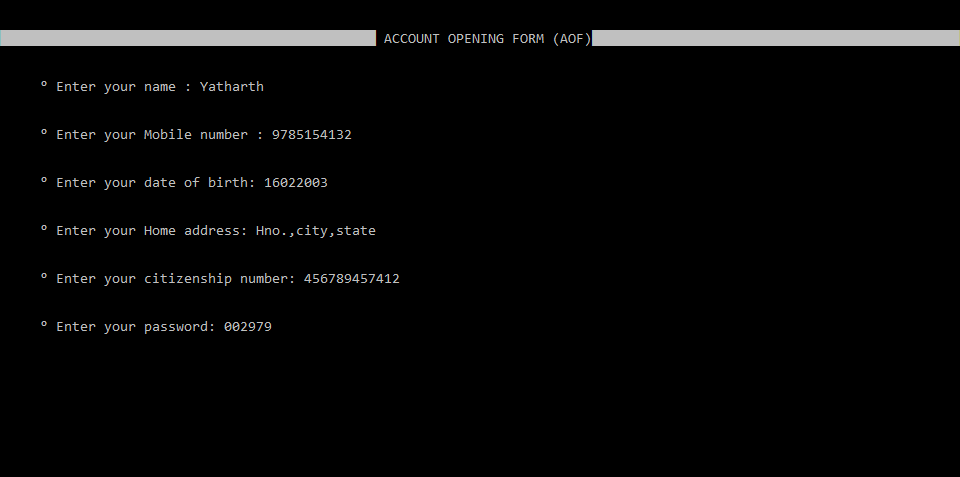 ACCOUNT OPENING FORM (AOF)
º Enter your name : Yatharth
º Enter your Mobile number : 9785154132
º Enter your date of birth: 16022003
º Enter your Home address: Hno.,city,state
º Enter your citizenship number: 456789457412
º Enter your password: 002979